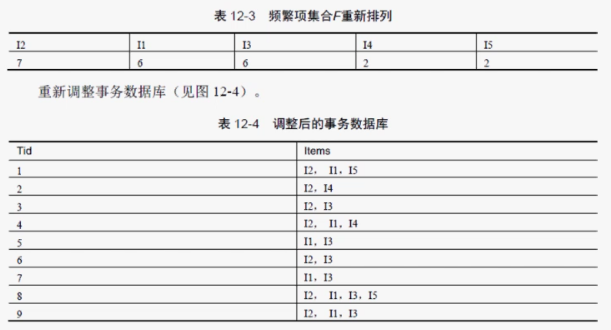 表 12-3 频繁项集合F重新排列
I2 I1 I3 I4 I5
7 6 6 2 2
重新调整事务数据库（见图 12-4）。
表 12-4 调整后的事务数据库
Tid Items
1 I2， I1，I5
2 I2，I4
3 I2，I3
4 I2， I1，I4
5 I1，I3
6 I2，I3
7 I1，I3
8 I2， I1，I3，I5
9 I2， I1，I3